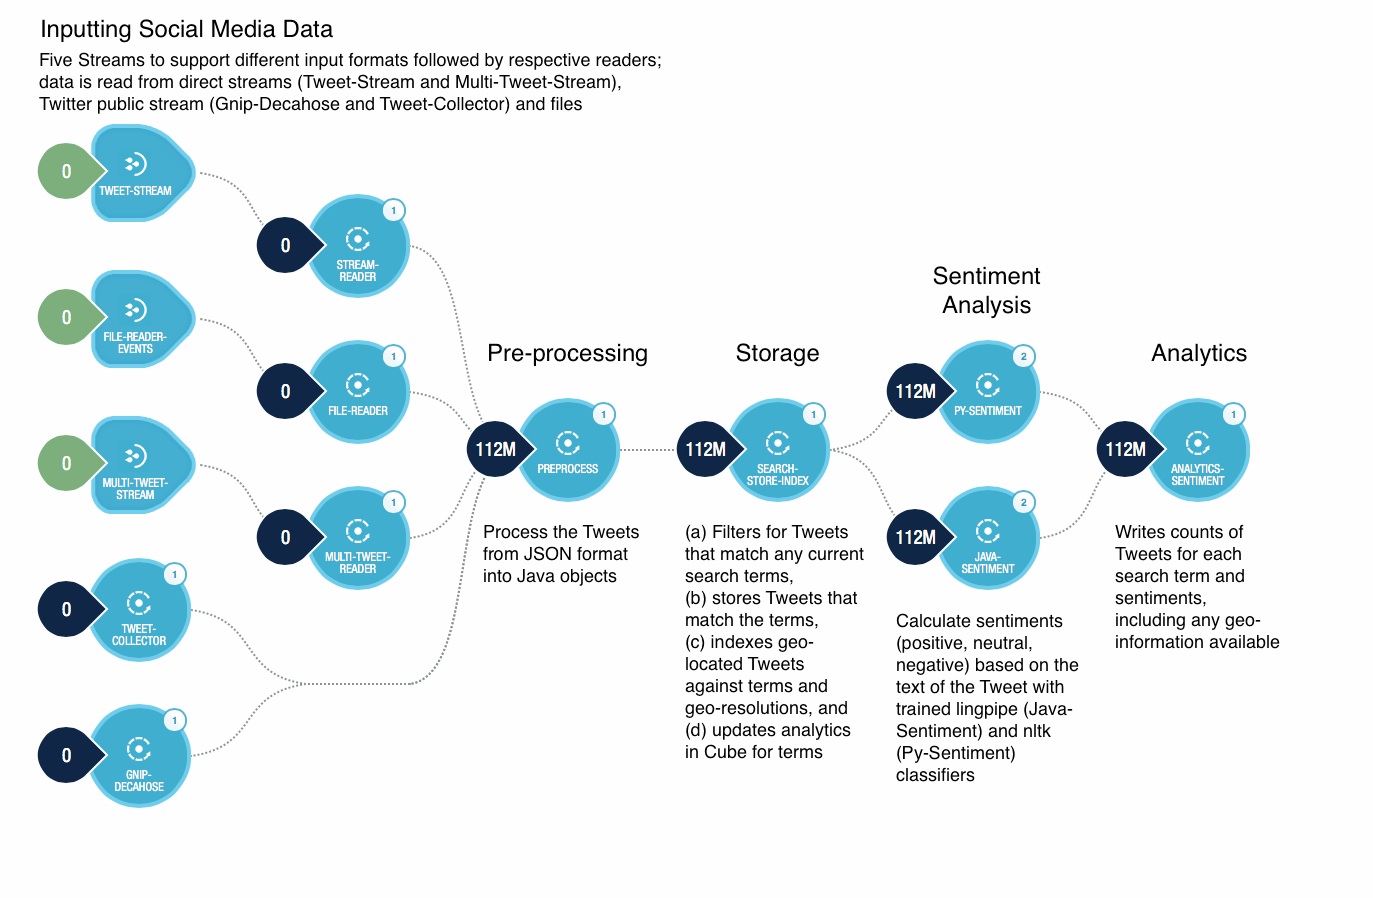 Inputting Social Media Data
Five Streams to support different input formats followed by respective readers;
data is read from direct streams (Tweet-Stream and Multi-Tweet-Stream),
Twitter public stream (Gnip-Decahose and Tweet-Collector) and files
0
TWEET-STREAM
0
1
STREAM-
READER
0
FILE-READER-
EVENTS
0
1
FILE-READER
0
MULTI-TWEET-
STREAM
0
1
MULTI-TWEET-
READER
0
1
TWEET-
COLLECTOR
0
1
GNIP-
DECAHOSE
Pre-processing
112M
1
PREPROCESS
Process the Tweets
from JSON format
into Java objects
Storage
112M
1
SEARCH-
STORE-INDEX
(a) Filters for Tweets
that match any current
search terms,
(b) stores Tweets that
match the terms,
(c) indexes geo-
located Tweets
against terms and
geo-resolutions, and
(d) updates analytics
in Cube for terms
Sentiment
Analysis
112M
2
PY-SENTIMENT
112M
2
JAVA-
SENTIMENT
Calculate sentiments
(positive, neutral,
negative) based on the
text of the Tweet with
trained lingpipe (Java-
Sentiment) and nltk
(Py-Sentiment)
classifiers
Analytics
112M
1
ANALYTICS-
SENTIMENT
Writes counts of
Tweets for each
search term and
sentiments,
including any geo-
information available